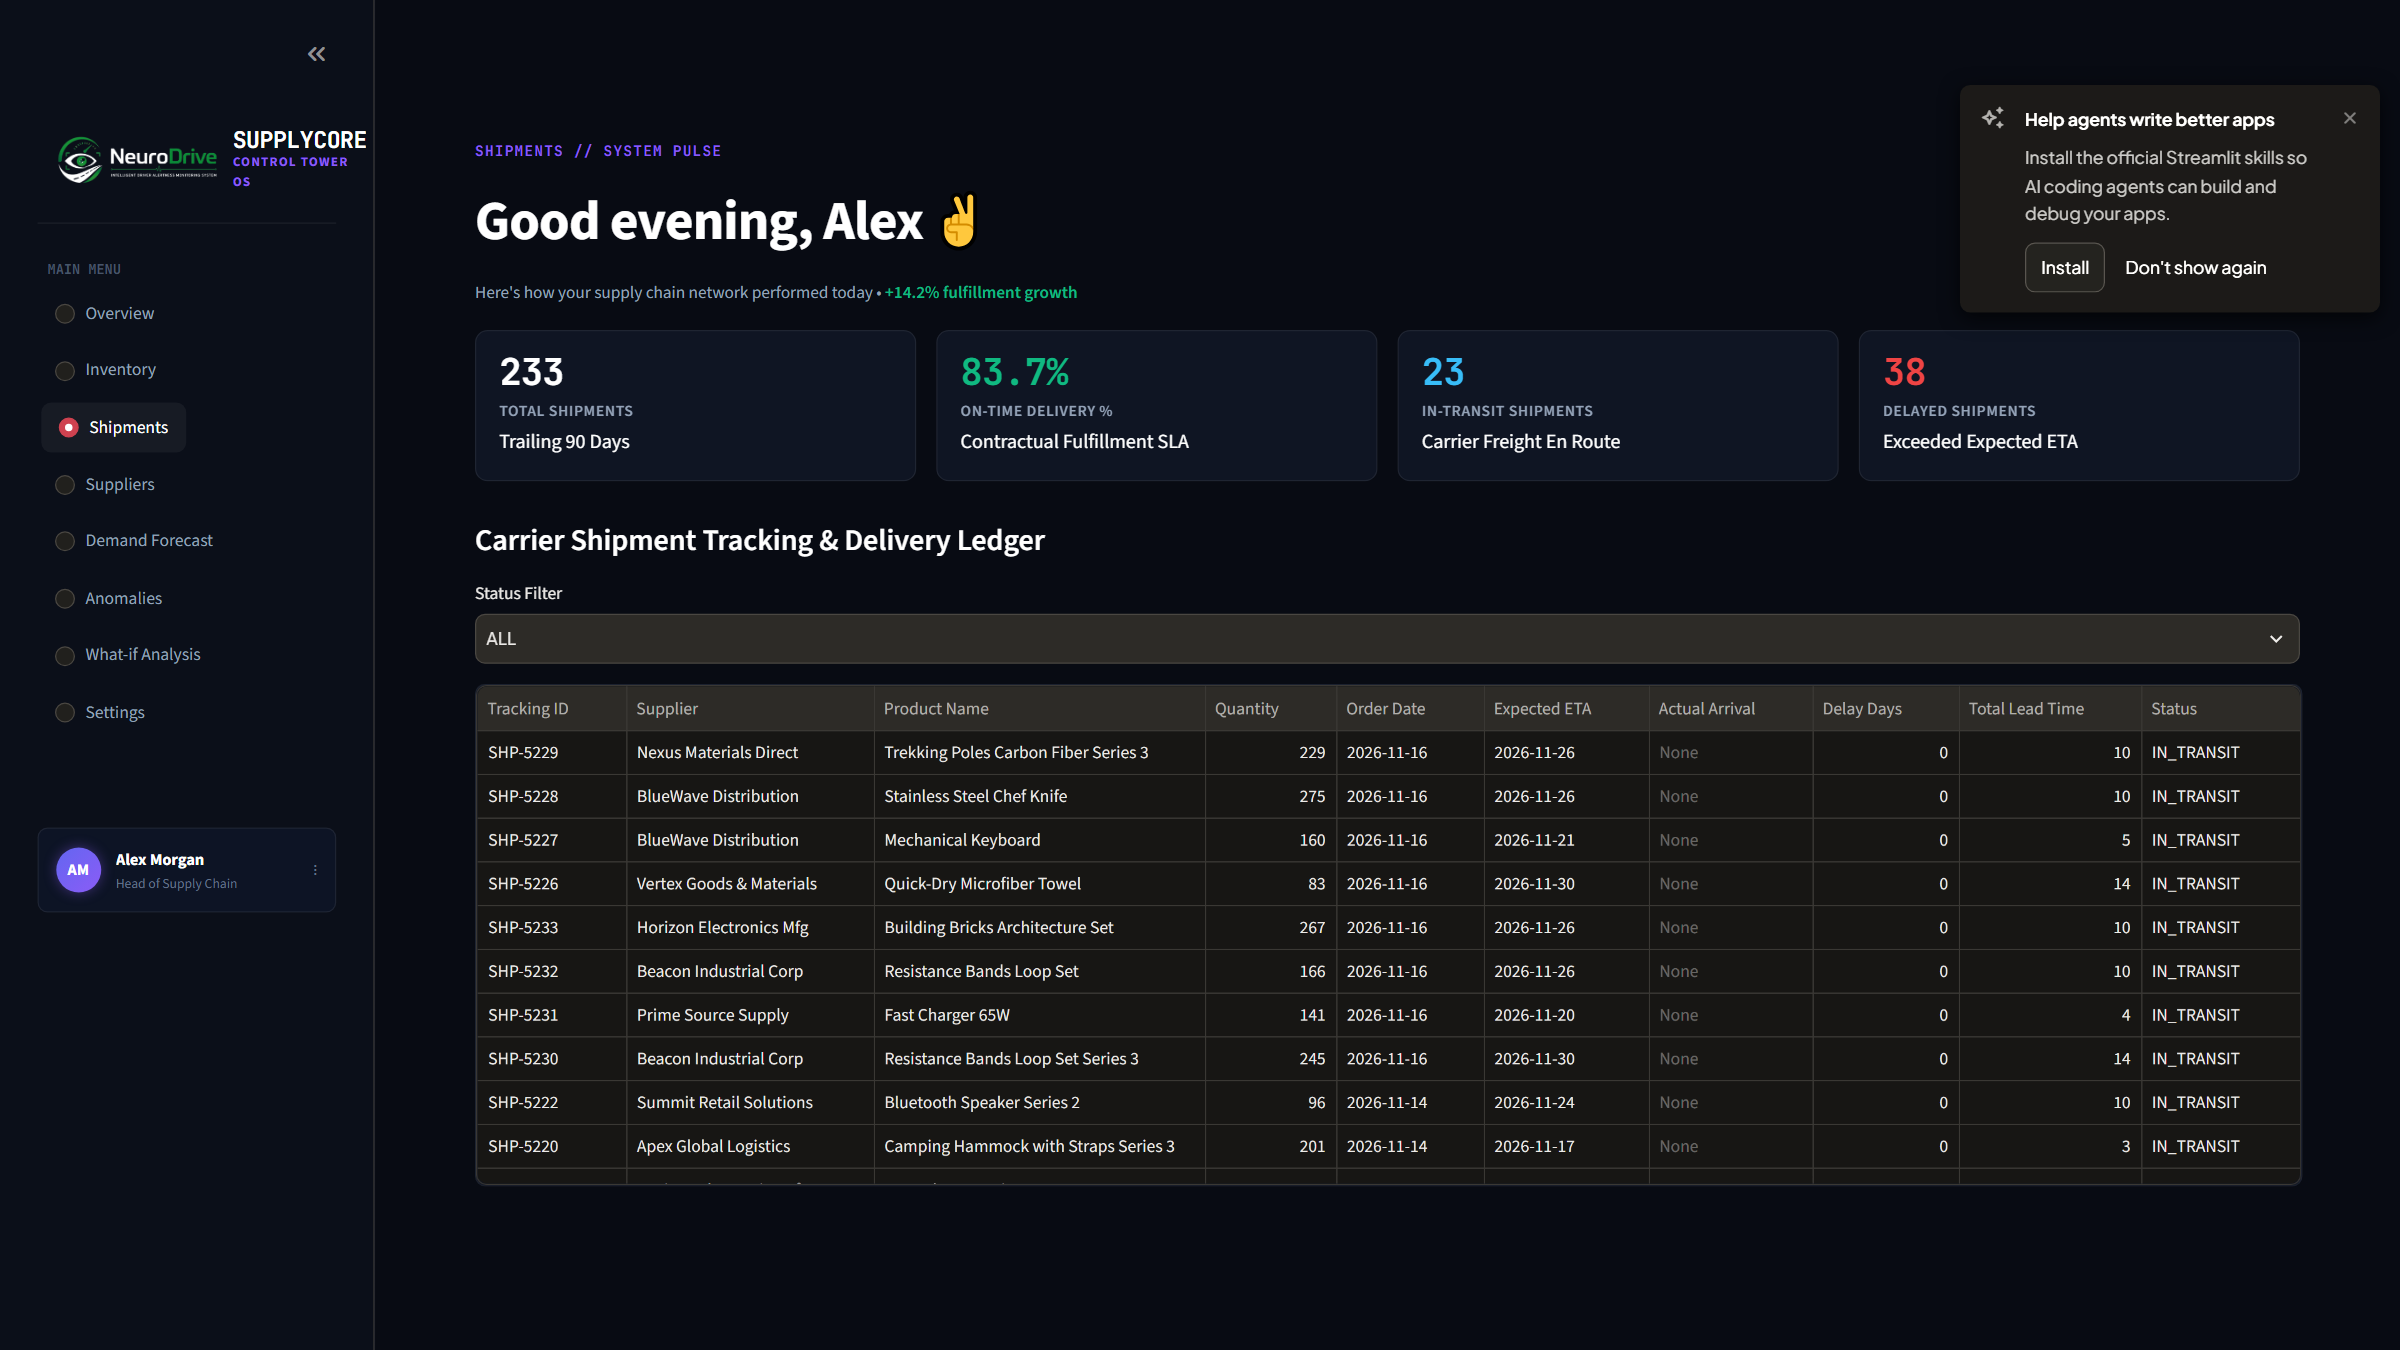 NeuroDrive
INTELLIGENT DRIVER ALERTNESS MONITORING SYSTEM
SUPPLYCORE
CONTROL TOWER
OS
MAIN MENU
Overview
Inventory
Shipments
Suppliers
Demand Forecast
Anomalies
What-if Analysis
Settings
AM
Alex Morgan
Head of Supply Chain
SHIPMENTS // SYSTEM PULSE
Good evening, Alex ✌
Here's how your supply chain network performed today • +14.2% fulfillment growth
Help agents write better apps
Install the official Streamlit skills so
AI coding agents can build and
debug your apps.
Install Don't show again
233
TOTAL SHIPMENTS
Trailing 90 Days
83.7%
ON-TIME DELIVERY %
Contractual Fulfillment SLA
23
IN-TRANSIT SHIPMENTS
Carrier Freight En Route
38
DELAYED SHIPMENTS
Exceeded Expected ETA
Carrier Shipment Tracking & Delivery Ledger
Status Filter
ALL
Tracking ID Supplier Product Name Quantity Order Date Expected ETA Actual Arrival Delay Days Total Lead Time Status
SHP-5229 Nexus Materials Direct Trekking Poles Carbon Fiber Series 3 229 2026-11-16 2026-11-26 None 0 10 IN_TRANSIT
SHP-5228 BlueWave Distribution Stainless Steel Chef Knife 275 2026-11-16 2026-11-26 None 0 10 IN_TRANSIT
SHP-5227 BlueWave Distribution Mechanical Keyboard 160 2026-11-16 2026-11-21 None 0 5 IN_TRANSIT
SHP-5226 Vertex Goods & Materials Quick-Dry Microfiber Towel 83 2026-11-16 2026-11-30 None 0 14 IN_TRANSIT
SHP-5233 Horizon Electronics Mfg Building Bricks Architecture Set 267 2026-11-16 2026-11-26 None 0 10 IN_TRANSIT
SHP-5232 Beacon Industrial Corp Resistance Bands Loop Set 166 2026-11-16 2026-11-26 None 0 10 IN_TRANSIT
SHP-5231 Prime Source Supply Fast Charger 65W 141 2026-11-16 2026-11-20 None 0 4 IN_TRANSIT
SHP-5230 Beacon Industrial Corp Resistance Bands Loop Set Series 3 245 2026-11-16 2026-11-30 None 0 14 IN_TRANSIT
SHP-5222 Summit Retail Solutions Bluetooth Speaker Series 2 96 2026-11-14 2026-11-24 None 0 10 IN_TRANSIT
SHP-5220 Apex Global Logistics Camping Hammock with Straps Series 3 201 2026-11-14 2026-11-17 None 0 3 IN_TRANSIT